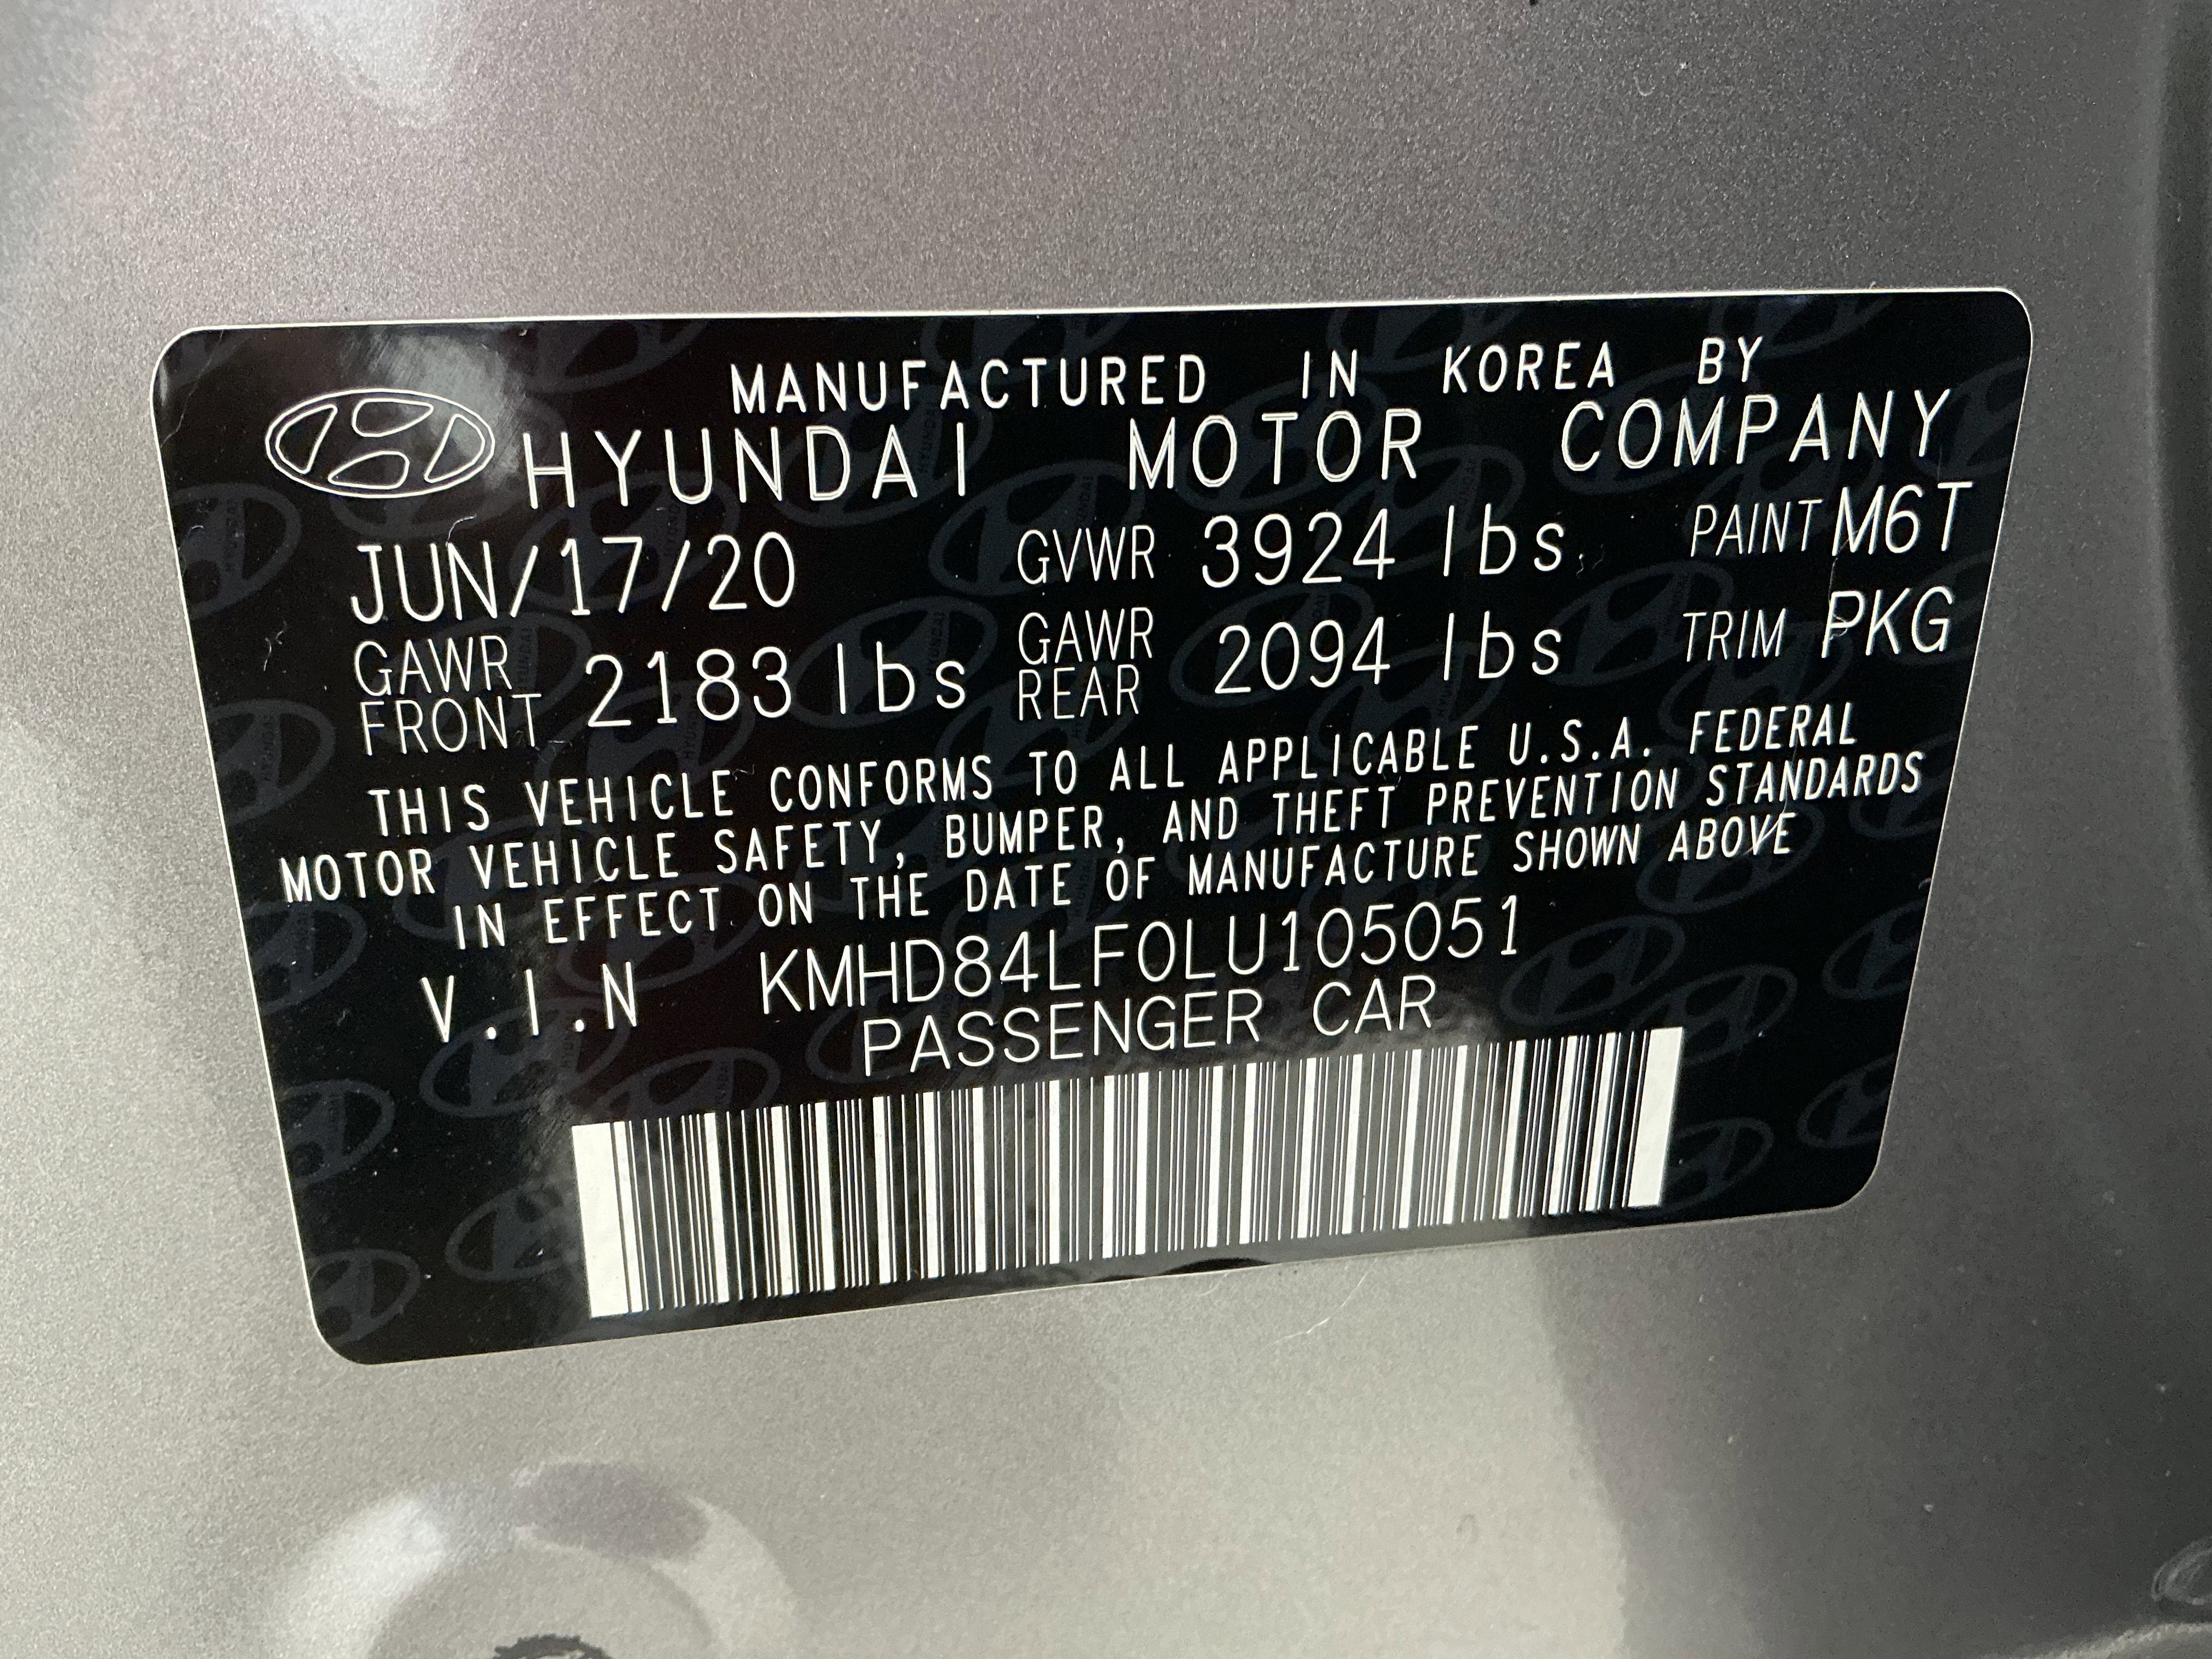 MANUFACTURED IN KOREA BY
HYUNDAI MOTOR COMPANY
JUN/17/20 GVWR 3924 lbs PAINT M6T
GAWR FRONT 2183 lbs GAWR REAR 2094 lbs TRIM PKG
THIS VEHICLE CONFORMS TO ALL APPLICABLE U.S.A. FEDERAL
MOTOR VEHICLE SAFETY, BUMPER, AND THEFT PREVENTION STANDARDS
IN EFFECT ON THE DATE OF MANUFACTURE SHOWN ABOVE
V.I.N KMHD84LF0LU105051
PASSENGER CAR